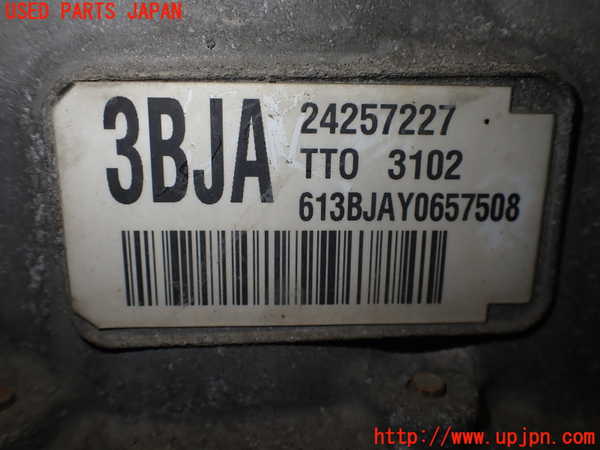 USED PARTS JAPAN
3BJA
24257227
TTO 3102
613BJAY0657508
http://www.upjpn.com/